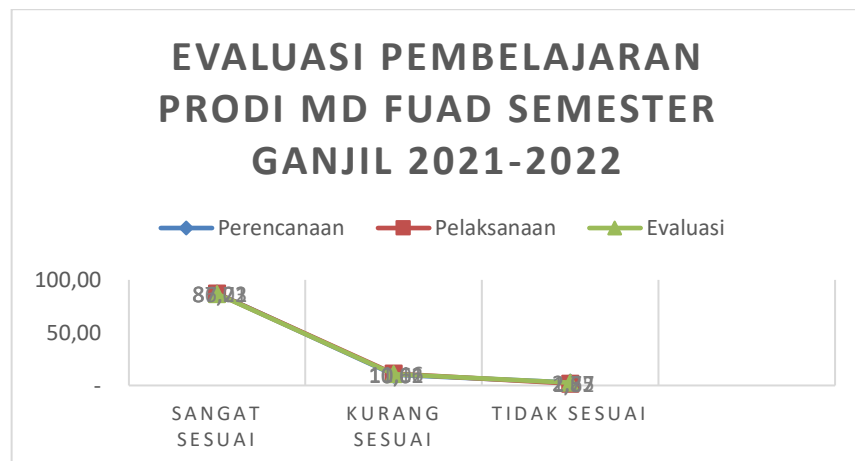 EVALUASI PEMBELAJARAN
PRODI MD FUAD SEMESTER
GANJIL 2021-2022
Perencanaan Pelaksanaan Evaluasi
100,00
50,00
-
SANGAT SESUAI
KURANG SESUAI
TIDAK SESUAI